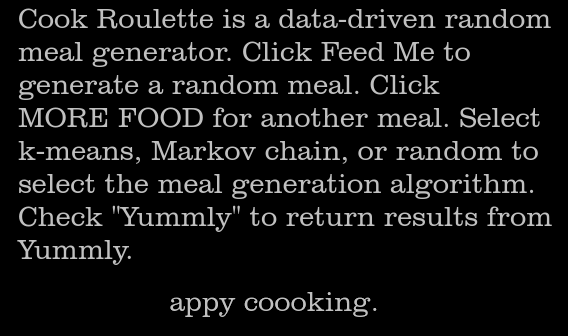 Cook Roulette is a data-driven random
meal generator. Click Feed Me to
generate a random meal. Click
MORE FOOD for another meal. Select
k-means, Markov chain, or random to
select the meal generation algorithm.
Check "Yummly" to return results from
Yummly.
appy coooking.